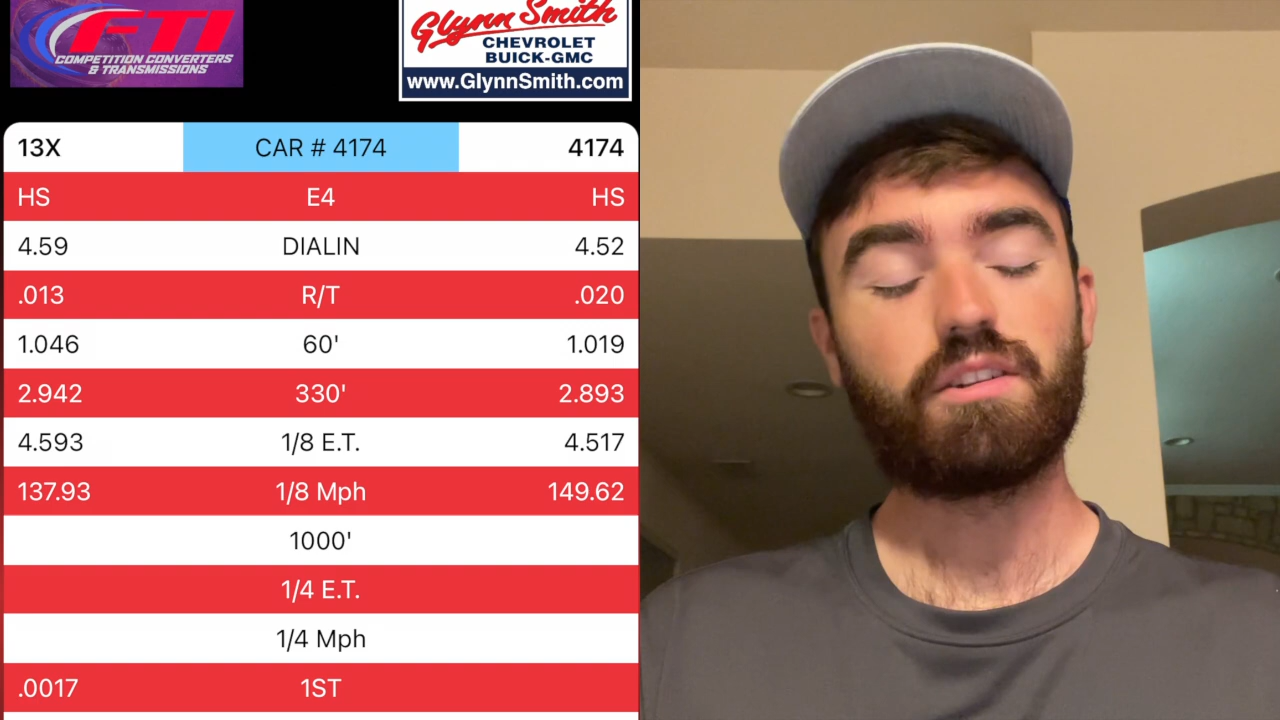 FTI
COMPETITION CONVERTERS
& TRANSMISSIONS
Glynn Smith
CHEVROLET
BUICK-GMC
www.GlynnSmith.com
13X CAR # 4174 4174
HS E4 HS
4.59 DIALIN 4.52
.013 R/T .020
1.046 60' 1.019
2.942 330' 2.893
4.593 1/8 E.T. 4.517
137.93 1/8 Mph 149.62
1000'
1/4 E.T.
1/4 Mph
.0017 1ST